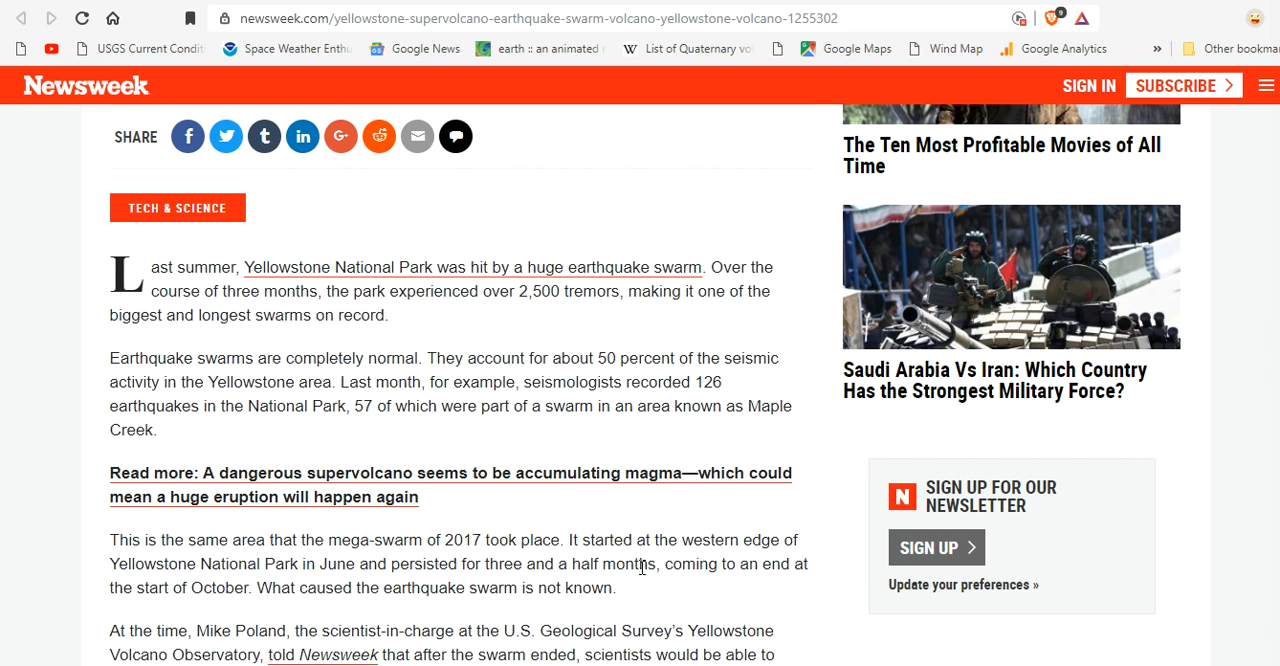 newsweek.com/yellowstone-supervolcano-earthquake-swarm-volcano-yellowstone-volcano-1255302
9
USGS Current Condit
Space Weather Enthu
Google News
earth :: an animated
W
List of Quaternary vo
Google Maps
Wind Map
Google Analytics
»
Other bookma
Newsweek
SIGN IN
SUBSCRIBE >
SHARE
f
t
in
G+
TECH & SCIENCE
Last summer, Yellowstone National Park was hit by a huge earthquake swarm. Over the
course of three months, the park experienced over 2,500 tremors, making it one of the
biggest and longest swarms on record.
Earthquake swarms are completely normal. They account for about 50 percent of the seismic
activity in the Yellowstone area. Last month, for example, seismologists recorded 126
earthquakes in the National Park, 57 of which were part of a swarm in an area known as Maple
Creek.
Read more: A dangerous supervolcano seems to be accumulating magma—which could
mean a huge eruption will happen again
This is the same area that the mega-swarm of 2017 took place. It started at the western edge of
Yellowstone National Park in June and persisted for three and a half months, coming to an end at
the start of October. What caused the earthquake swarm is not known.
At the time, Mike Poland, the scientist-in-charge at the U.S. Geological Survey's Yellowstone
Volcano Observatory, told Newsweek that after the swarm ended, scientists would be able to
The Ten Most Profitable Movies of All
Time
Saudi Arabia Vs Iran: Which Country
Has the Strongest Military Force?
N
SIGN UP FOR OUR
NEWSLETTER
SIGN UP >
Update your preferences »